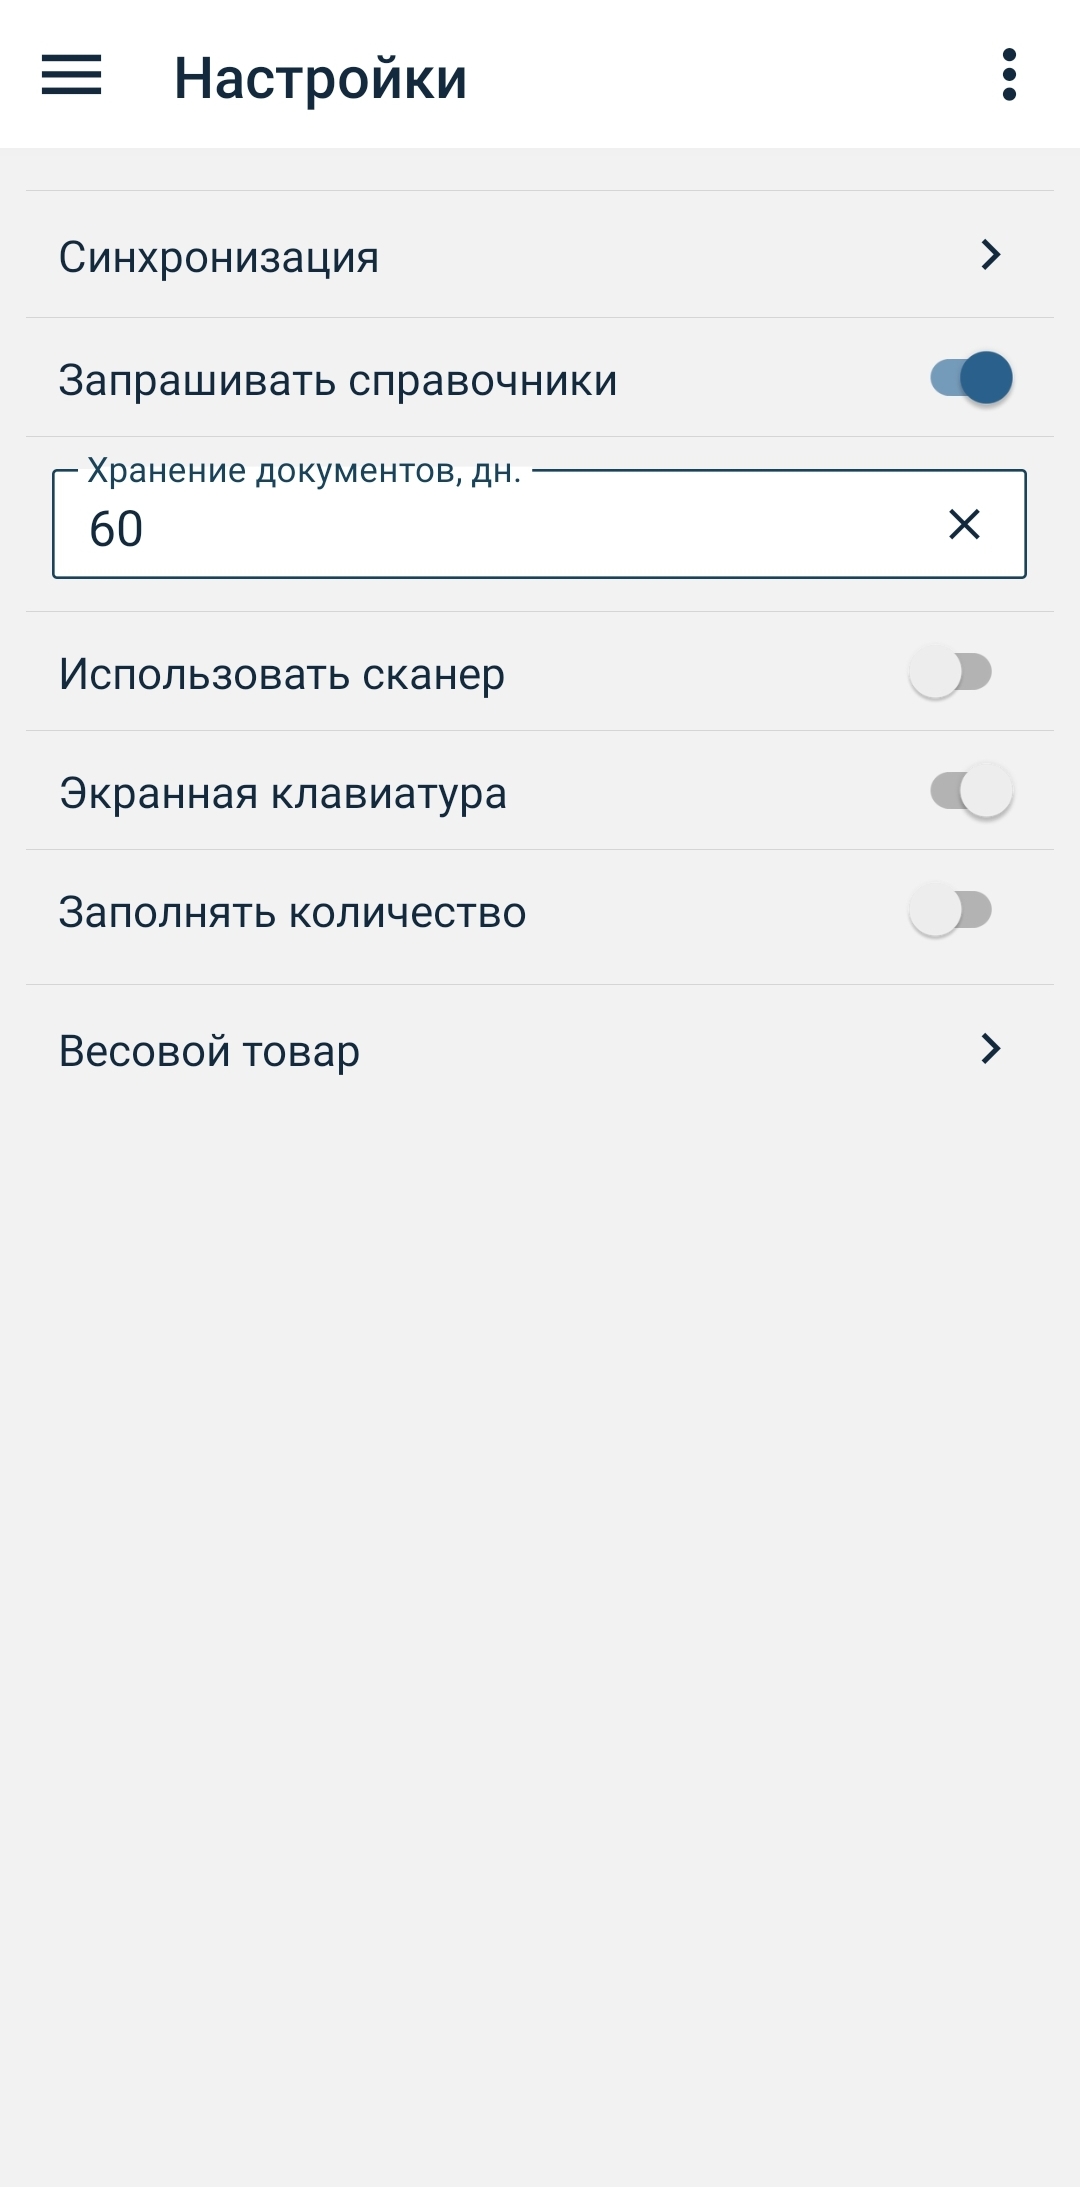 Настройки
Синхронизация
Запрашивать справочники
Хранение документов, дн.
60
Использовать сканер
Экранная клавиатура
Заполнять количество
Весовой товар